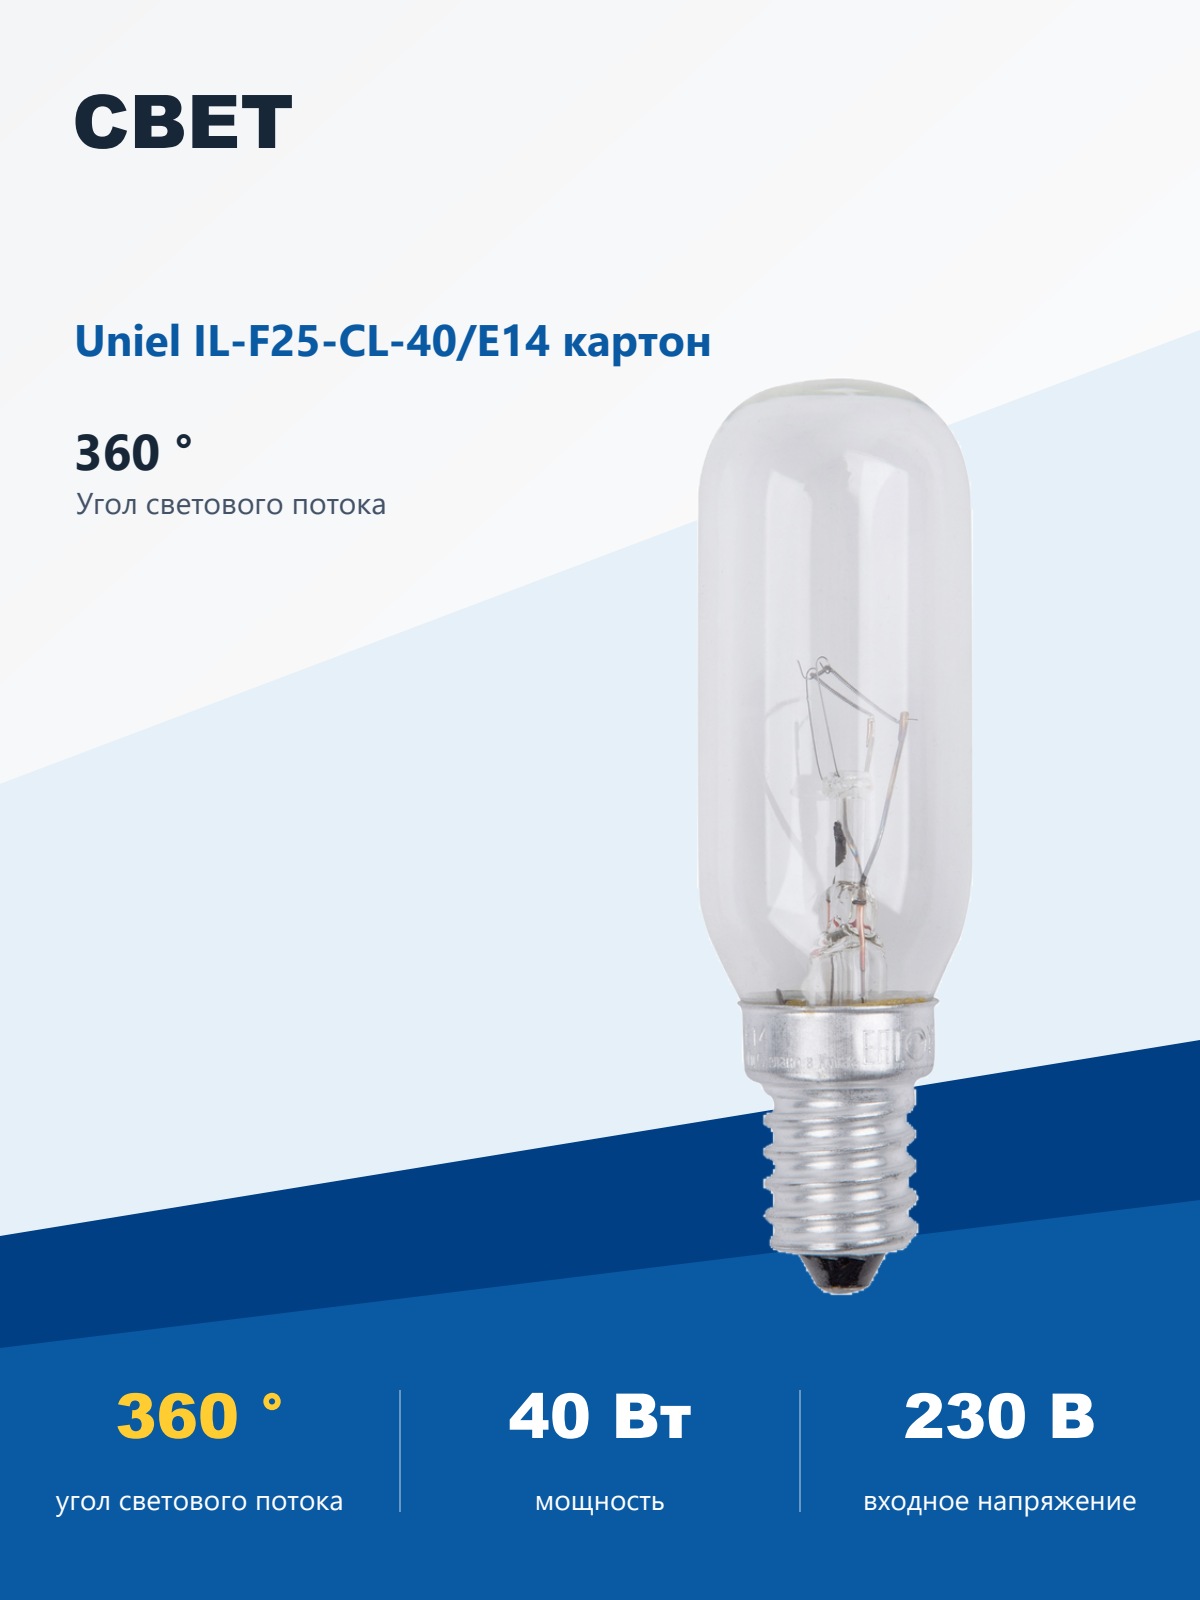 СВЕТ
Uniel IL-F25-CL-40/E14 картон
360 °
Угол светового потока
360 °
40 Вт
230 В
угол светового потока
мощность
входное напряжение